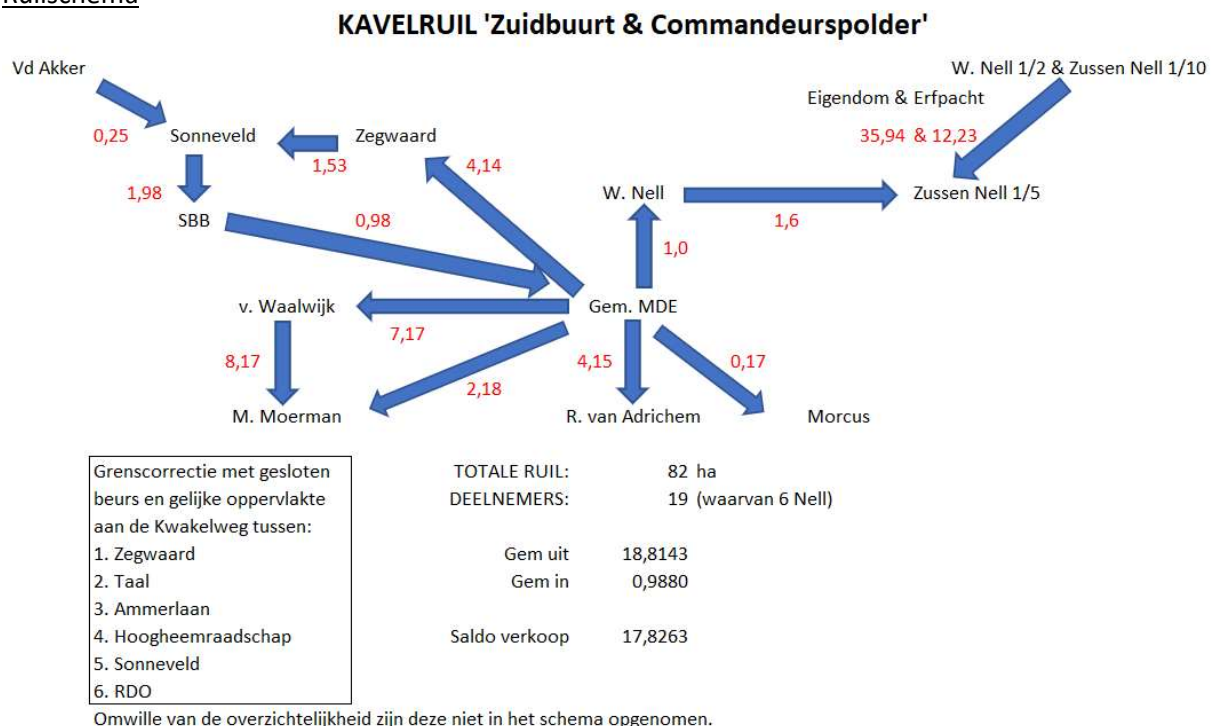 Ruilschema
KAVELRUIL 'Zuidbuurt & Commandeurspolder'
Vd Akker
W. Nell 1/2 & Zussen Nell 1/10
Eigendom & Erfpacht
0,25
Sonneveld
Zegwaard
35,94 & 12,23
1,53
4,14
1,98
W. Nell
Zussen Nell 1/5
SBB
0,98
1,6
1,0
v. Waalwijk
Gem. MDE
7,17
8,17
4,15
0,17
2,18
M. Moerman
R. van Adrichem
Morcus
Grenscorrectie met gesloten
beurs en gelijke oppervlakte
aan de Kwakelweg tussen:
1. Zegwaard
2. Taal
3. Ammerlaan
4. Hoogheemraadschap
5. Sonneveld
6. RDO
TOTALE RUIL: 82 ha
DEELNEMERS: 19 (waarvan 6 Nell)
Gem uit 18,8143
Gem in 0,9880
Saldo verkoop 17,8263
Omwille van de overzichtelijkheid zijn deze niet in het schema opgenomen.